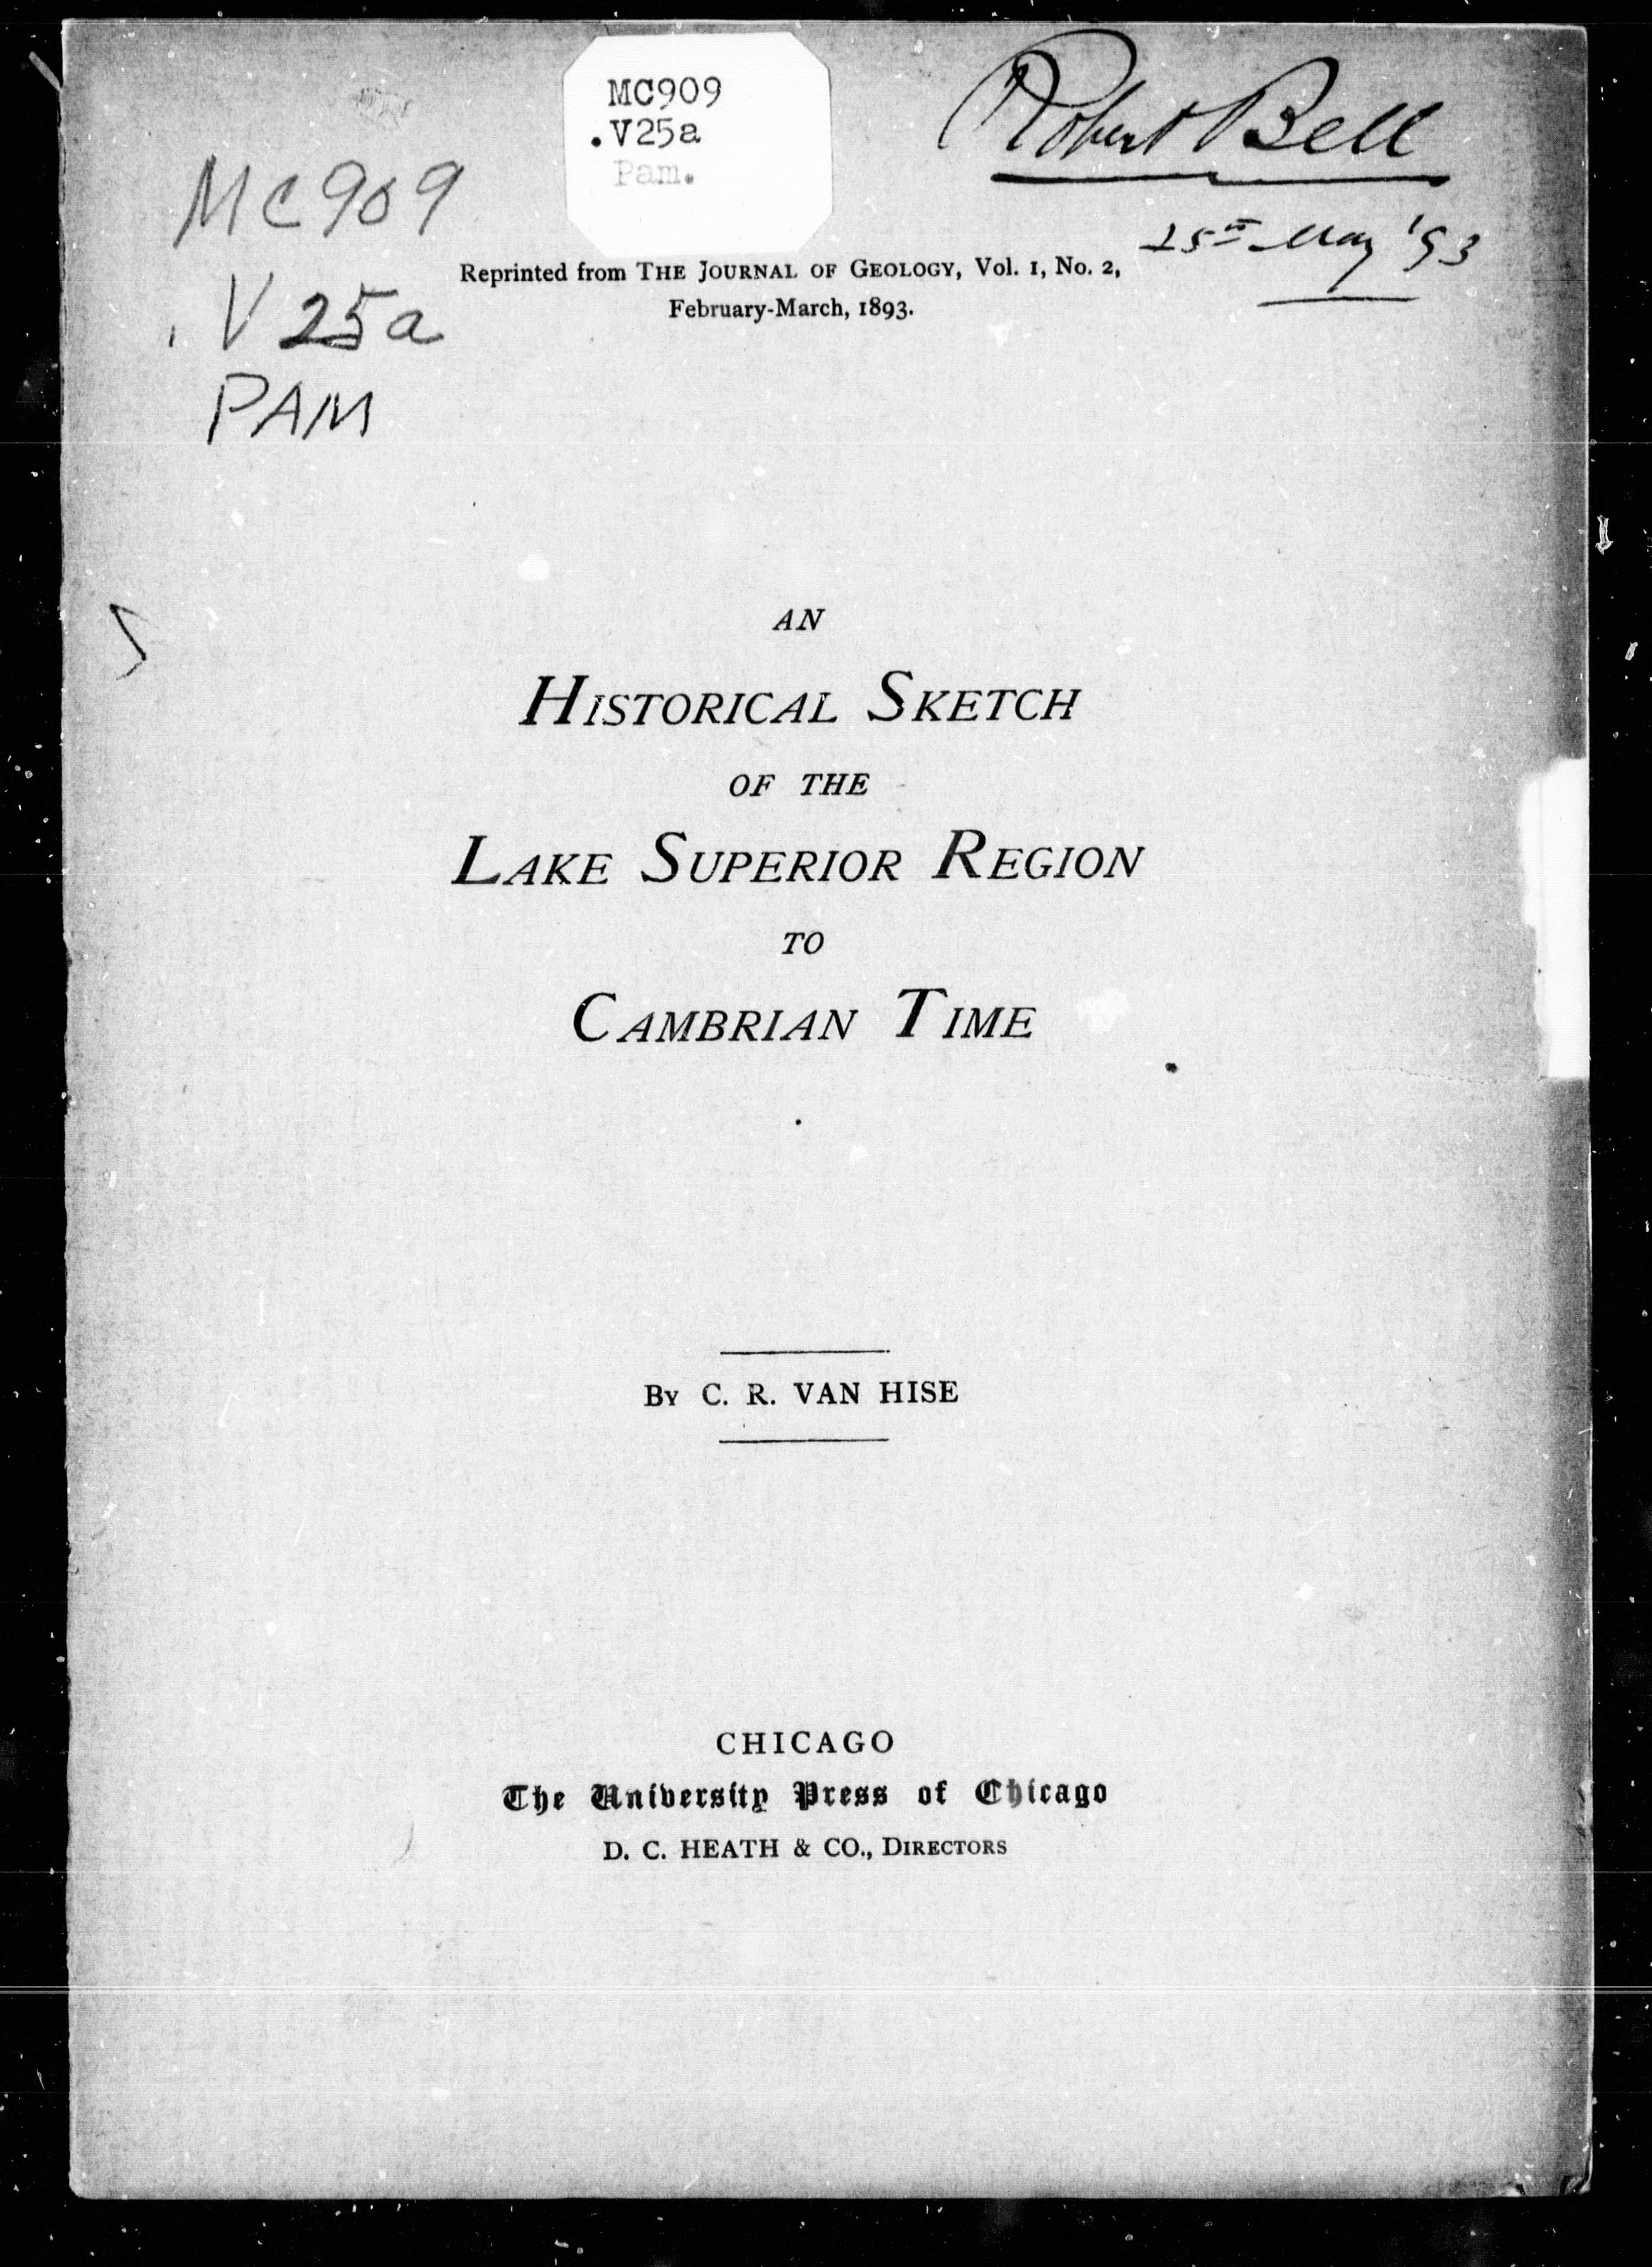 MC909
.V25a
Pam.
Robert Bell
25th May '93
MC909
.V25a
PAM
Reprinted from THE JOURNAL OF GEOLOGY, Vol. I, No. 2,
February-March, 1893.
AN
HISTORICAL SKETCH
OF THE
LAKE SUPERIOR REGION
TO
CAMBRIAN TIME
BY C. R. VAN HISE
CHICAGO
The University Press of Chicago
D. C. HEATH & CO., DIRECTORS